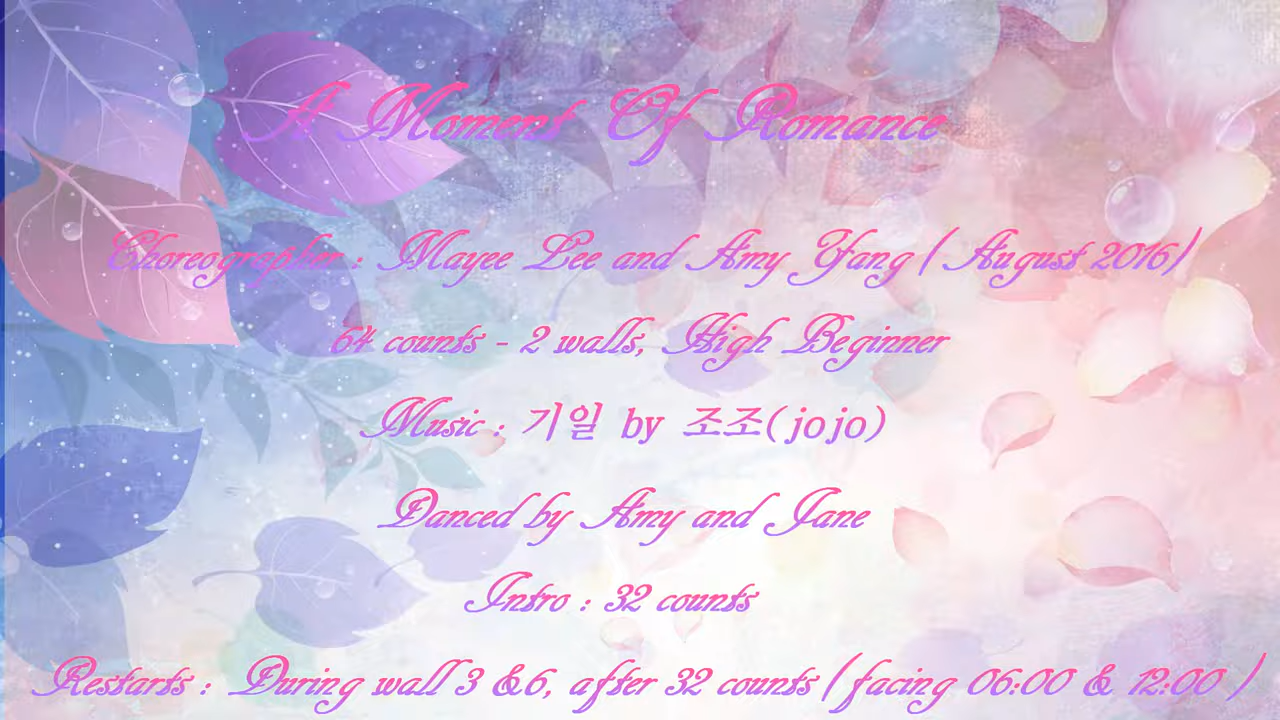 A Moment Of Romance
Choreographer : Mayee Lee and Amy Yang ( August 2016)
64 counts - 2 walls, High Beginner
Music : 기일 by 조조(jojo)
Danced by Amy and Jane
Intro : 32 counts
Restarts : During wall 3 &6, after 32 counts ( facing 06:00 & 12:00 )